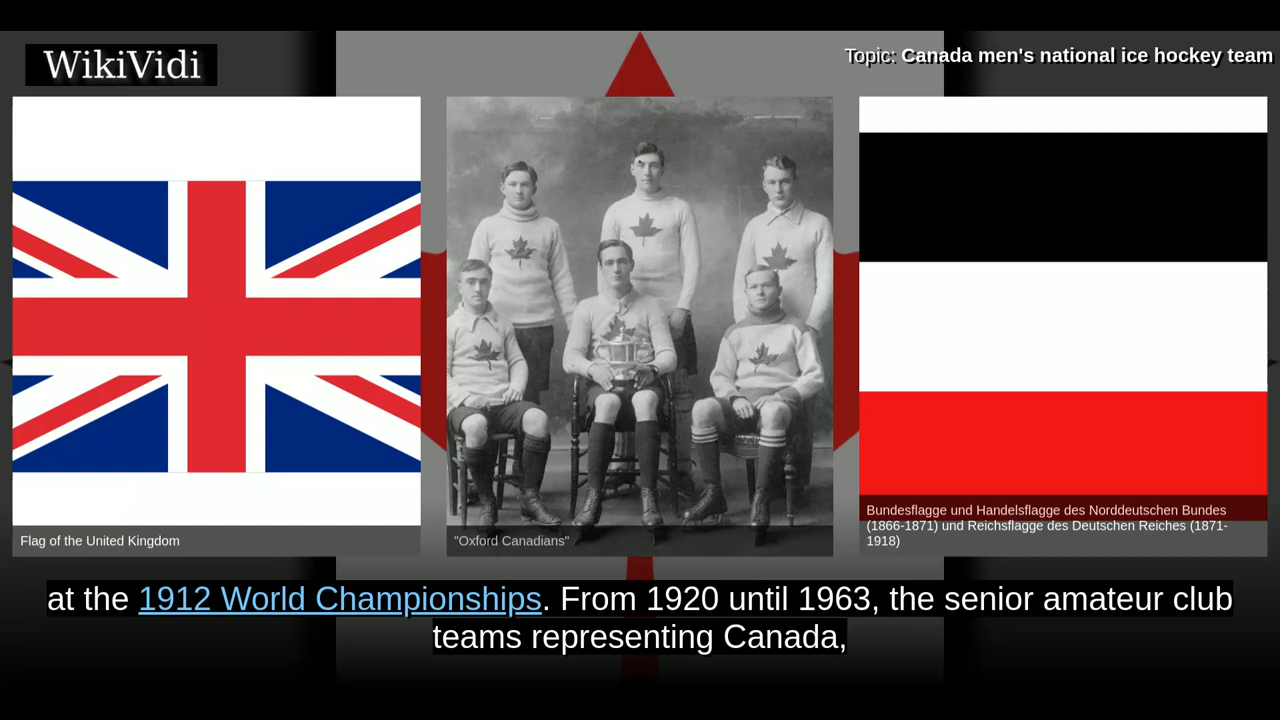 WikiVidi
Topic: Canada men's national ice hockey team
Flag of the United Kingdom
"Oxford Canadians"
Bundesflagge und Handelsflagge des Norddeutschen Bundes
(1866-1871) und Reichsflagge des Deutschen Reiches (1871-
1918)
at the 1912 World Championships. From 1920 until 1963, the senior amateur club
teams representing Canada,